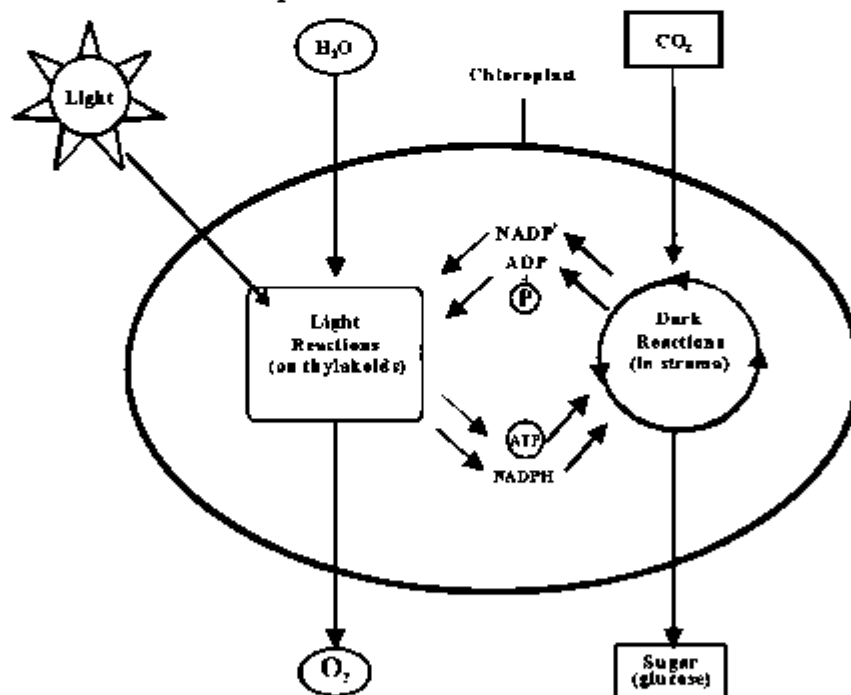 Light
H₂O
CO₂
Chloroplast
NADP⁺
ADP
+
P
Light
Reactions
(on thylakoids)
Dark
Reactions
(in stroma)
ATP
NADPH
O₂
Sugar
(glucose)